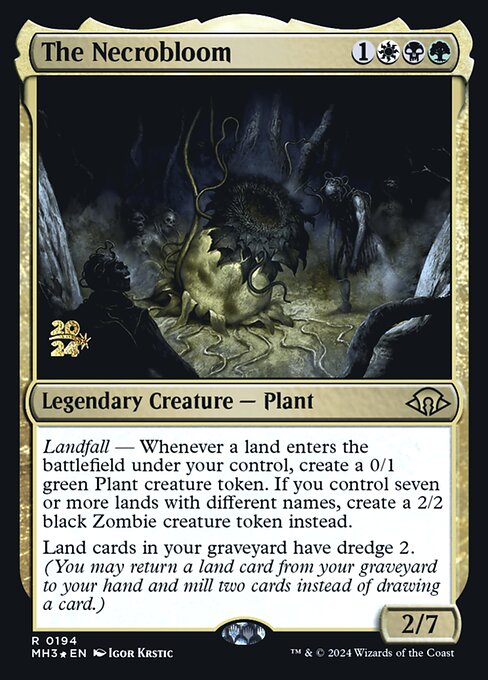 The Necrobloom 1
2024
Legendary Creature — Plant
Landfall — Whenever a land enters the
battlefield under your control, create a 0/1
green Plant creature token. If you control seven
or more lands with different names, create a 2/2
black Zombie creature token instead.
Land cards in your graveyard have dredge 2.
(You may return a land card from your graveyard
to your hand and mill two cards instead of drawing
a card.)
2/7
R 0194
MH3★EN Igor Krstic
™ & © 2024 Wizards of the Coast